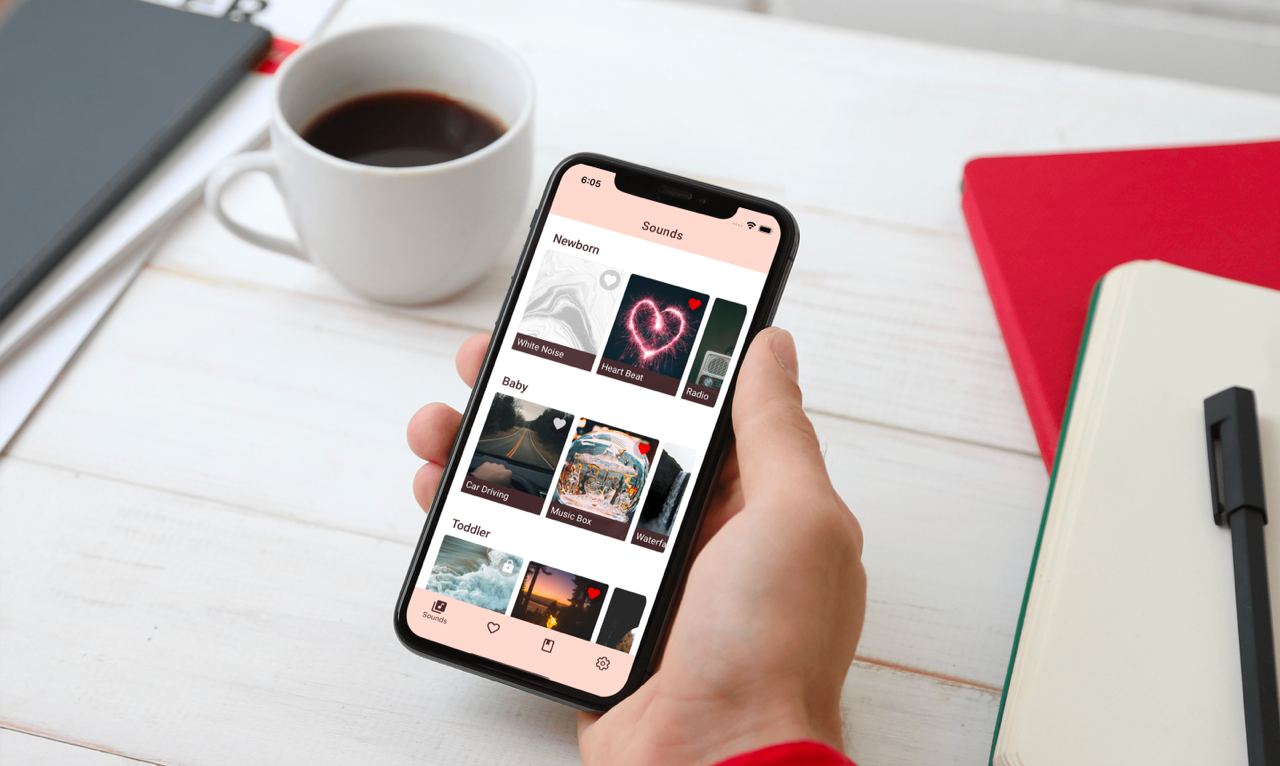 6:05
Sounds
Newborn
White Noise
Heart Beat
Radio
Baby
Car Driving
Music Box
Waterfa
Toddler
Sounds